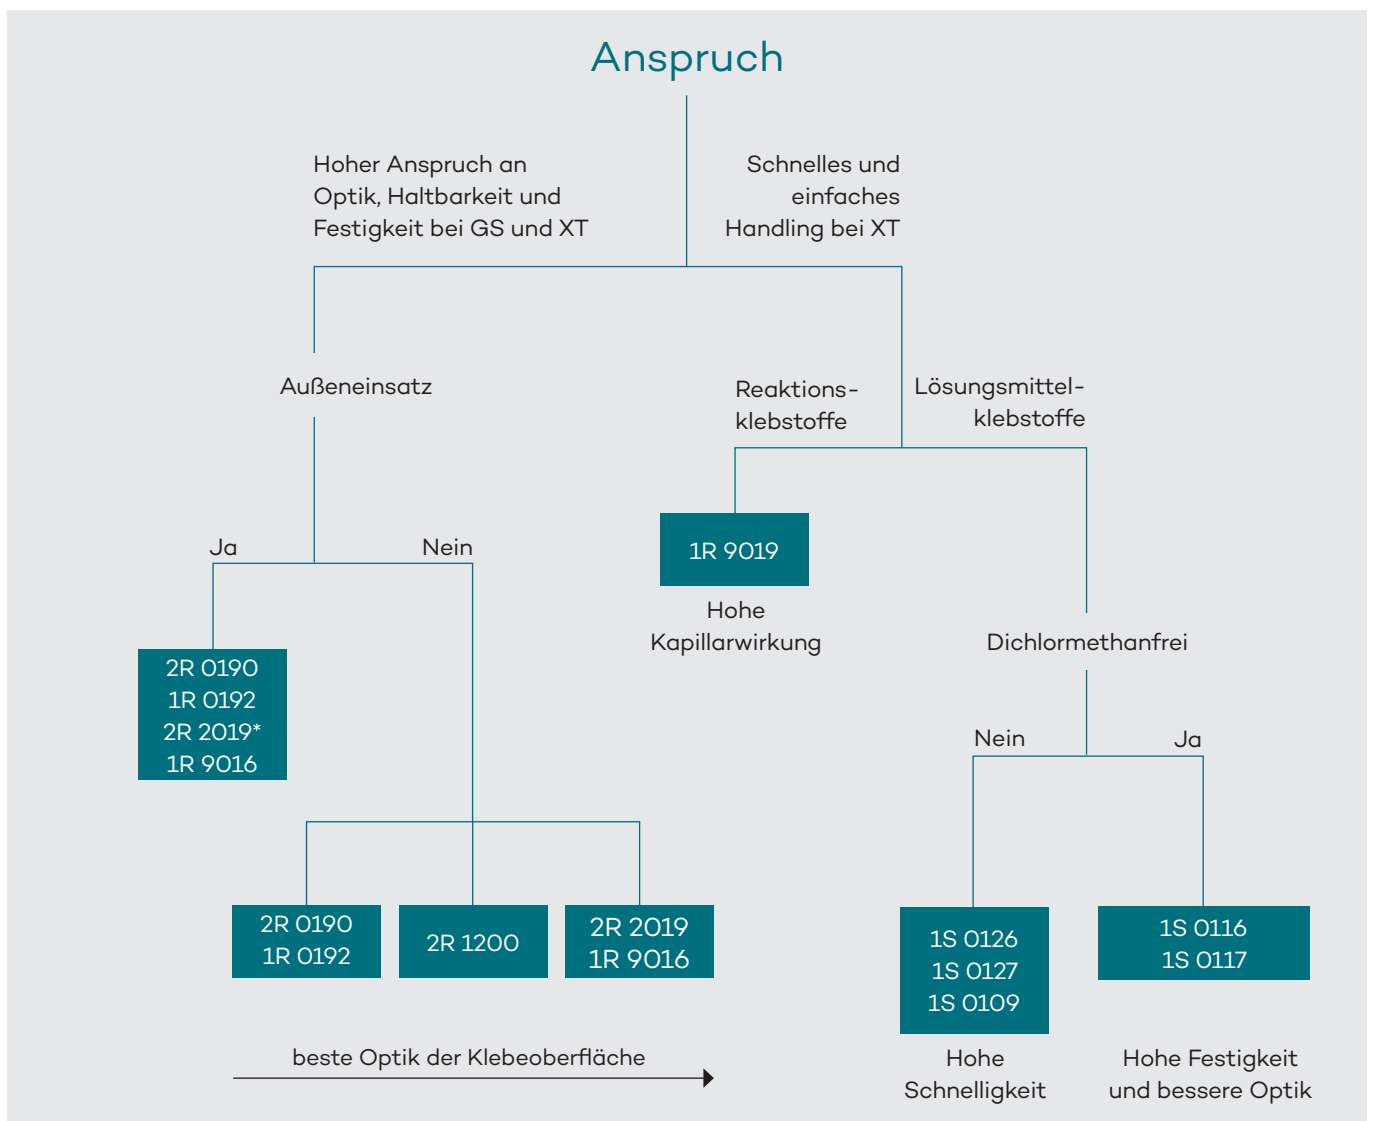 Anspruch
Hoher Anspruch an
Optik, Haltbarkeit und
Festigkeit bei GS und XT
Schnelles und
einfaches
Handling bei XT
Außeneinsatz
Reaktions-
klebstoffe
Lösungsmittel-
klebstoffe
Ja
Nein
1R 9019
Hohe
Kapillarwirkung
Dichlormethanfrei
2R 0190
1R 0192
2R 2019*
1R 9016
Nein
Ja
2R 0190
1R 0192
2R 1200
2R 2019
1R 9016
1S 0126
1S 0127
1S 0109
1S 0116
1S 0117
beste Optik der Klebeoberfläche
Hohe
Schnelligkeit
Hohe Festigkeit
und bessere Optik